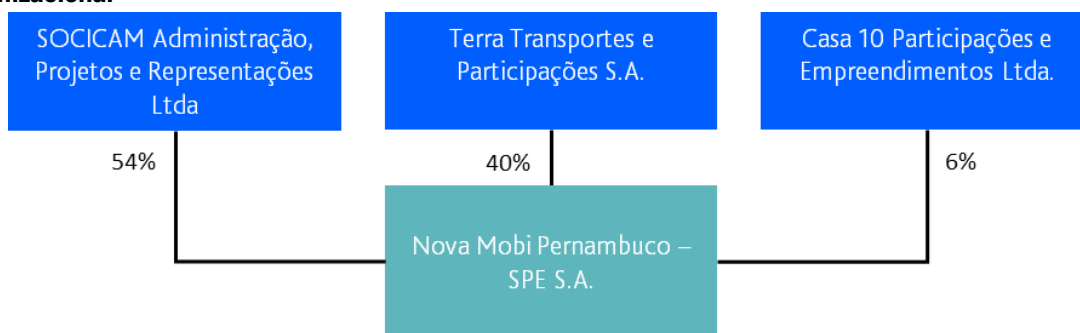 SOCICAM Administração,
Projetos e Representações
Ltda
Terra Transportes e
Participações S.A.
Casa 10 Participações e
Empreendimentos Ltda.
54%
40%
6%
Nova Mobi Pernambuco –
SPE S.A.